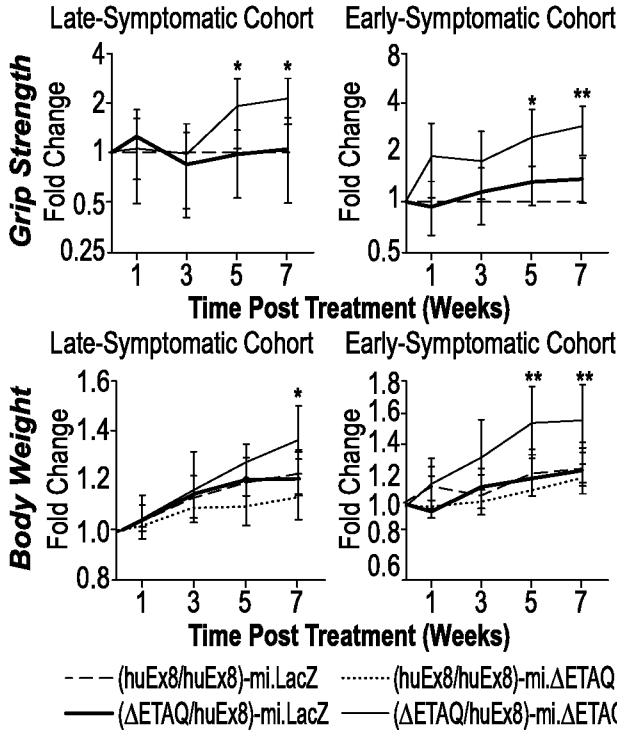 Late-Symptomatic Cohort Early-Symptomatic Cohort
Grip Strength
Fold Change
4
2
1
0.5
0.25
* *
1 3 5 7
Fold Change
8
4
2
1
0.5
* **
1 3 5 7
Time Post Treatment (Weeks)
Late-Symptomatic Cohort Early-Symptomatic Cohort
Body Weight
Fold Change
1.6
1.4
1.2
1.0
0.8
*
1 3 5 7
Fold Change
1.8
1.6
1.4
1.2
1.0
0.8
0.6
** **
1 3 5 7
Time Post Treatment (Weeks)
(huEx8/huEx8)-mi.LacZ (huEx8/huEx8)-mi.ΔETAQ
(ΔETAQ/huEx8)-mi.LacZ (ΔETAQ/huEx8)-mi.ΔETAQ